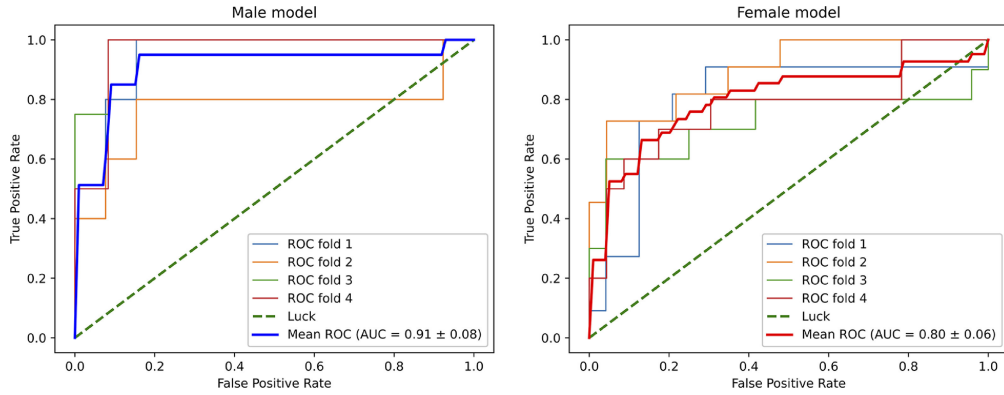 Male model
1.0
0.8
0.6
0.4
0.2
0.0
True Positive Rate
ROC fold 1
ROC fold 2
ROC fold 3
ROC fold 4
Luck
Mean ROC (AUC = 0.91 ± 0.08)
0.0 0.2 0.4 0.6 0.8 1.0
False Positive Rate
Female model
1.0
0.8
0.6
0.4
0.2
0.0
True Positive Rate
ROC fold 1
ROC fold 2
ROC fold 3
ROC fold 4
Luck
Mean ROC (AUC = 0.80 ± 0.06)
0.0 0.2 0.4 0.6 0.8 1.0
False Positive Rate